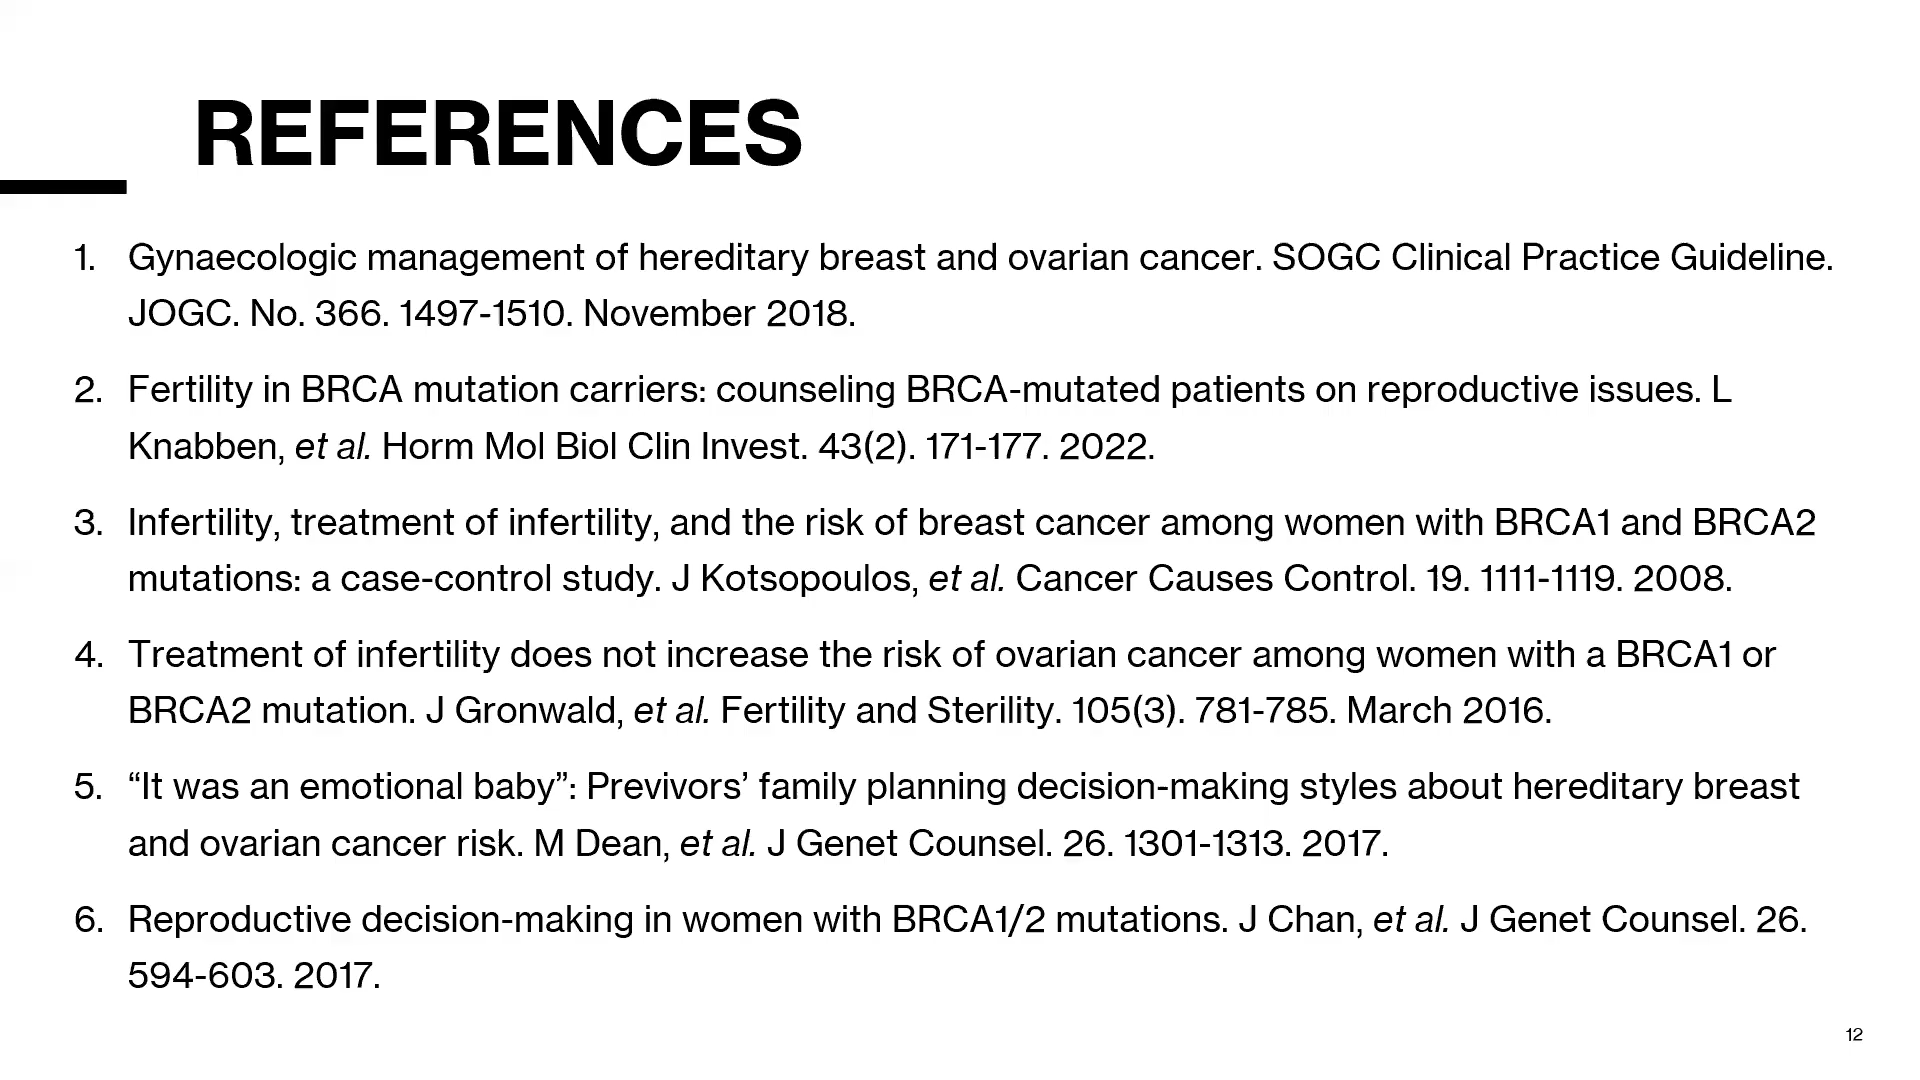 REFERENCES
1. Gynaecologic management of hereditary breast and ovarian cancer. SOGC Clinical Practice Guideline.
JOGC. No. 366. 1497-1510. November 2018.
2. Fertility in BRCA mutation carriers: counseling BRCA-mutated patients on reproductive issues. L
Knabben, et al. Horm Mol Biol Clin Invest. 43(2). 171-177. 2022.
3. Infertility, treatment of infertility, and the risk of breast cancer among women with BRCA1 and BRCA2
mutations: a case-control study. J Kotsopoulos, et al. Cancer Causes Control. 19. 1111-1119. 2008.
4. Treatment of infertility does not increase the risk of ovarian cancer among women with a BRCA1 or
BRCA2 mutation. J Gronwald, et al. Fertility and Sterility. 105(3). 781-785. March 2016.
5. “It was an emotional baby”: Previvors’ family planning decision-making styles about hereditary breast
and ovarian cancer risk. M Dean, et al. J Genet Counsel. 26. 1301-1313. 2017.
6. Reproductive decision-making in women with BRCA1/2 mutations. J Chan, et al. J Genet Counsel. 26.
594-603. 2017.
12